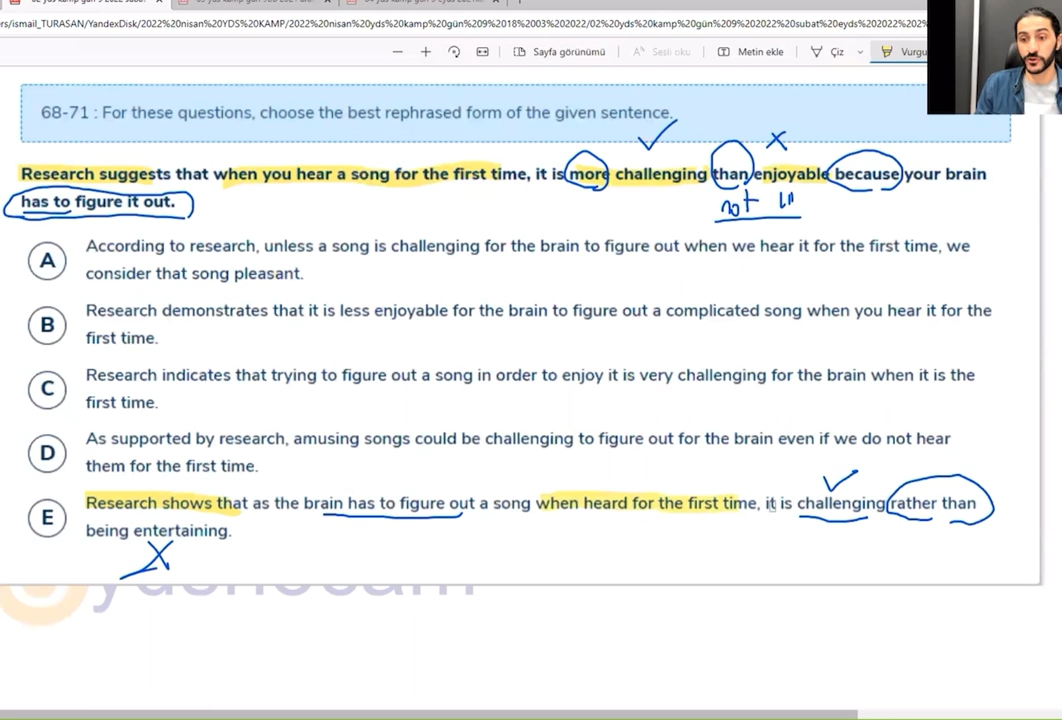 ers/ismail_TURASAN/YandexDisk/2022%20nisan%20YDS%20KAMP/2022%20nisan%20yds%20kamp%20gün%209%2018%2003%202022/02%20yds%20kamp%20gün%209%202022%20subat%20eyds%202022%
Sayfa görünümü Sesli oku Metin ekle Çiz Vurgu
68-71 : For these questions, choose the best rephrased form of the given sentence.
Research suggests that when you hear a song for the first time, it is more challenging than enjoyable because your brain
has to figure it out.
not
A According to research, unless a song is challenging for the brain to figure out when we hear it for the first time, we
consider that song pleasant.
B Research demonstrates that it is less enjoyable for the brain to figure out a complicated song when you hear it for the
first time.
C Research indicates that trying to figure out a song in order to enjoy it is very challenging for the brain when it is the
first time.
D As supported by research, amusing songs could be challenging to figure out for the brain even if we do not hear
them for the first time.
E Research shows that as the brain has to figure out a song when heard for the first time, it is challenging rather than
being entertaining.